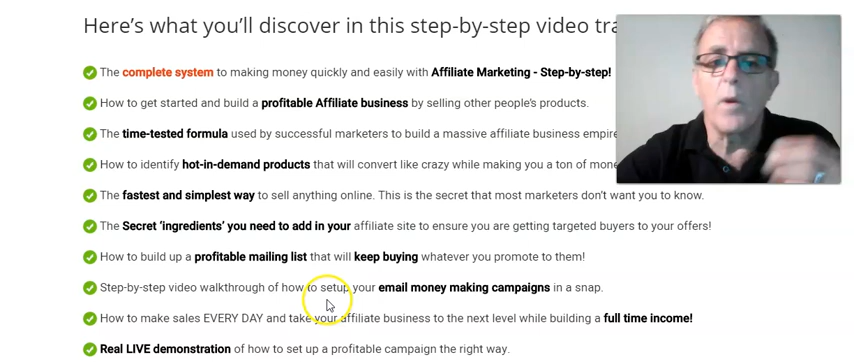 Here's what you'll discover in this step-by-step video
The complete system to making money quickly and easily with Affiliate Marketing - Step-by-step!
How to get started and build a profitable Affiliate business by selling other people's products.
The time-tested formula used by successful marketers to build a massive affiliate business empire
How to identify hot-in-demand products that will convert like crazy while making you a ton of
The fastest and simplest way to sell anything online. This is the secret that most marketers don't want you to know.
The Secret 'ingredients' you need to add in your affiliate site to ensure you are getting targeted buyers to your offers!
How to build up a profitable mailing list that will keep buying whatever you promote to them!
Step-by-step video walkthrough of how to setup your email money making campaigns in a snap.
How to make sales EVERY DAY and take your affiliate business to the next level while building a full time income!
Real LIVE demonstration of how to set up a profitable campaign the right way.